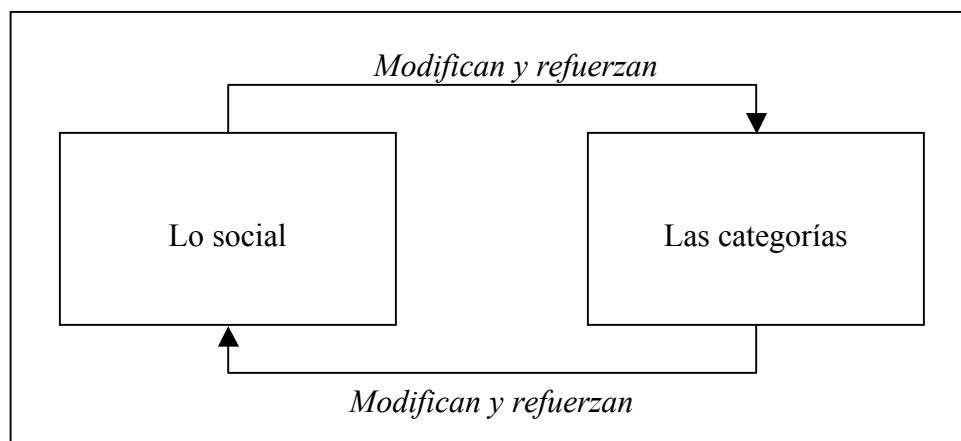 Modifican y refuerzan
Lo social
Las categorías
Modifican y refuerzan